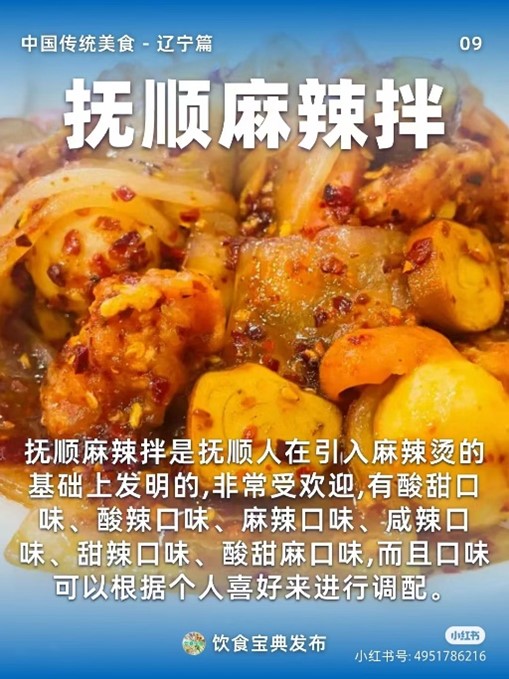 中国传统美食 - 辽宁篇
09
抚顺麻辣拌
抚顺麻辣拌是抚顺人在引入麻辣烫的
基础上发明的,非常受欢迎,有酸甜口
味、酸辣口味、麻辣口味、咸辣口
味、甜辣口味、酸甜麻口味,而且口味
可以根据个人喜好来进行调配。
饮食宝典发布
小红书
小红书号: 4951786216